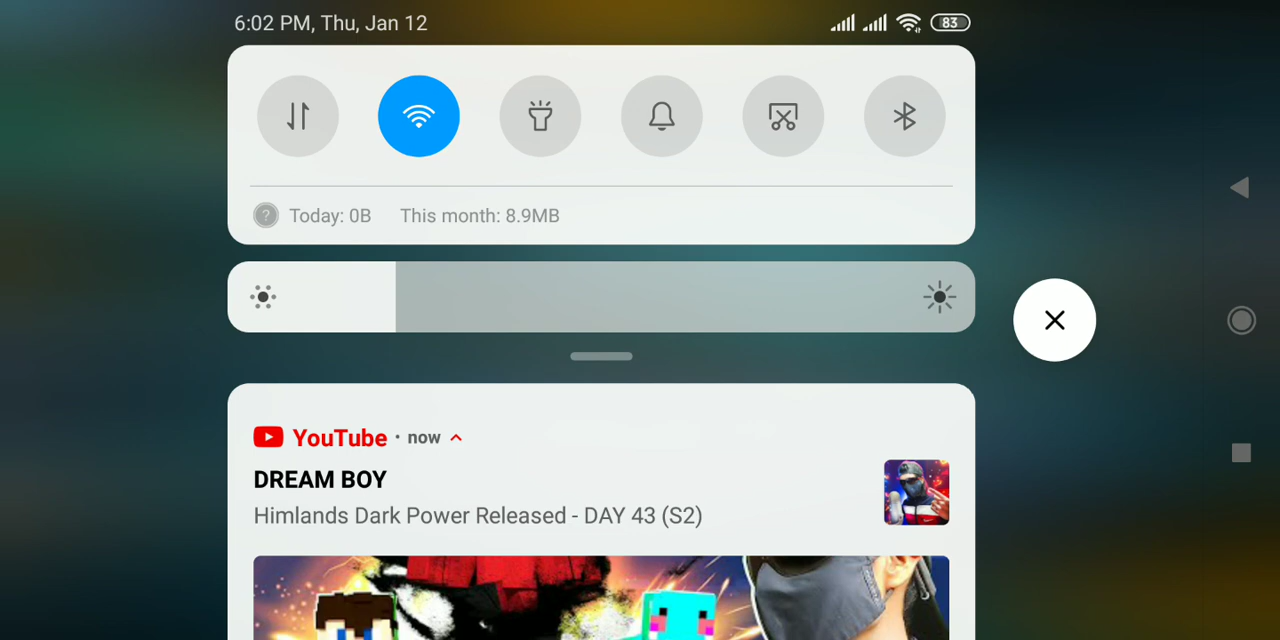 6:02 PM, Thu, Jan 12 83
Today: 0B This month: 8.9MB
YouTube · now
DREAM BOY
Himlands Dark Power Released - DAY 43 (S2)